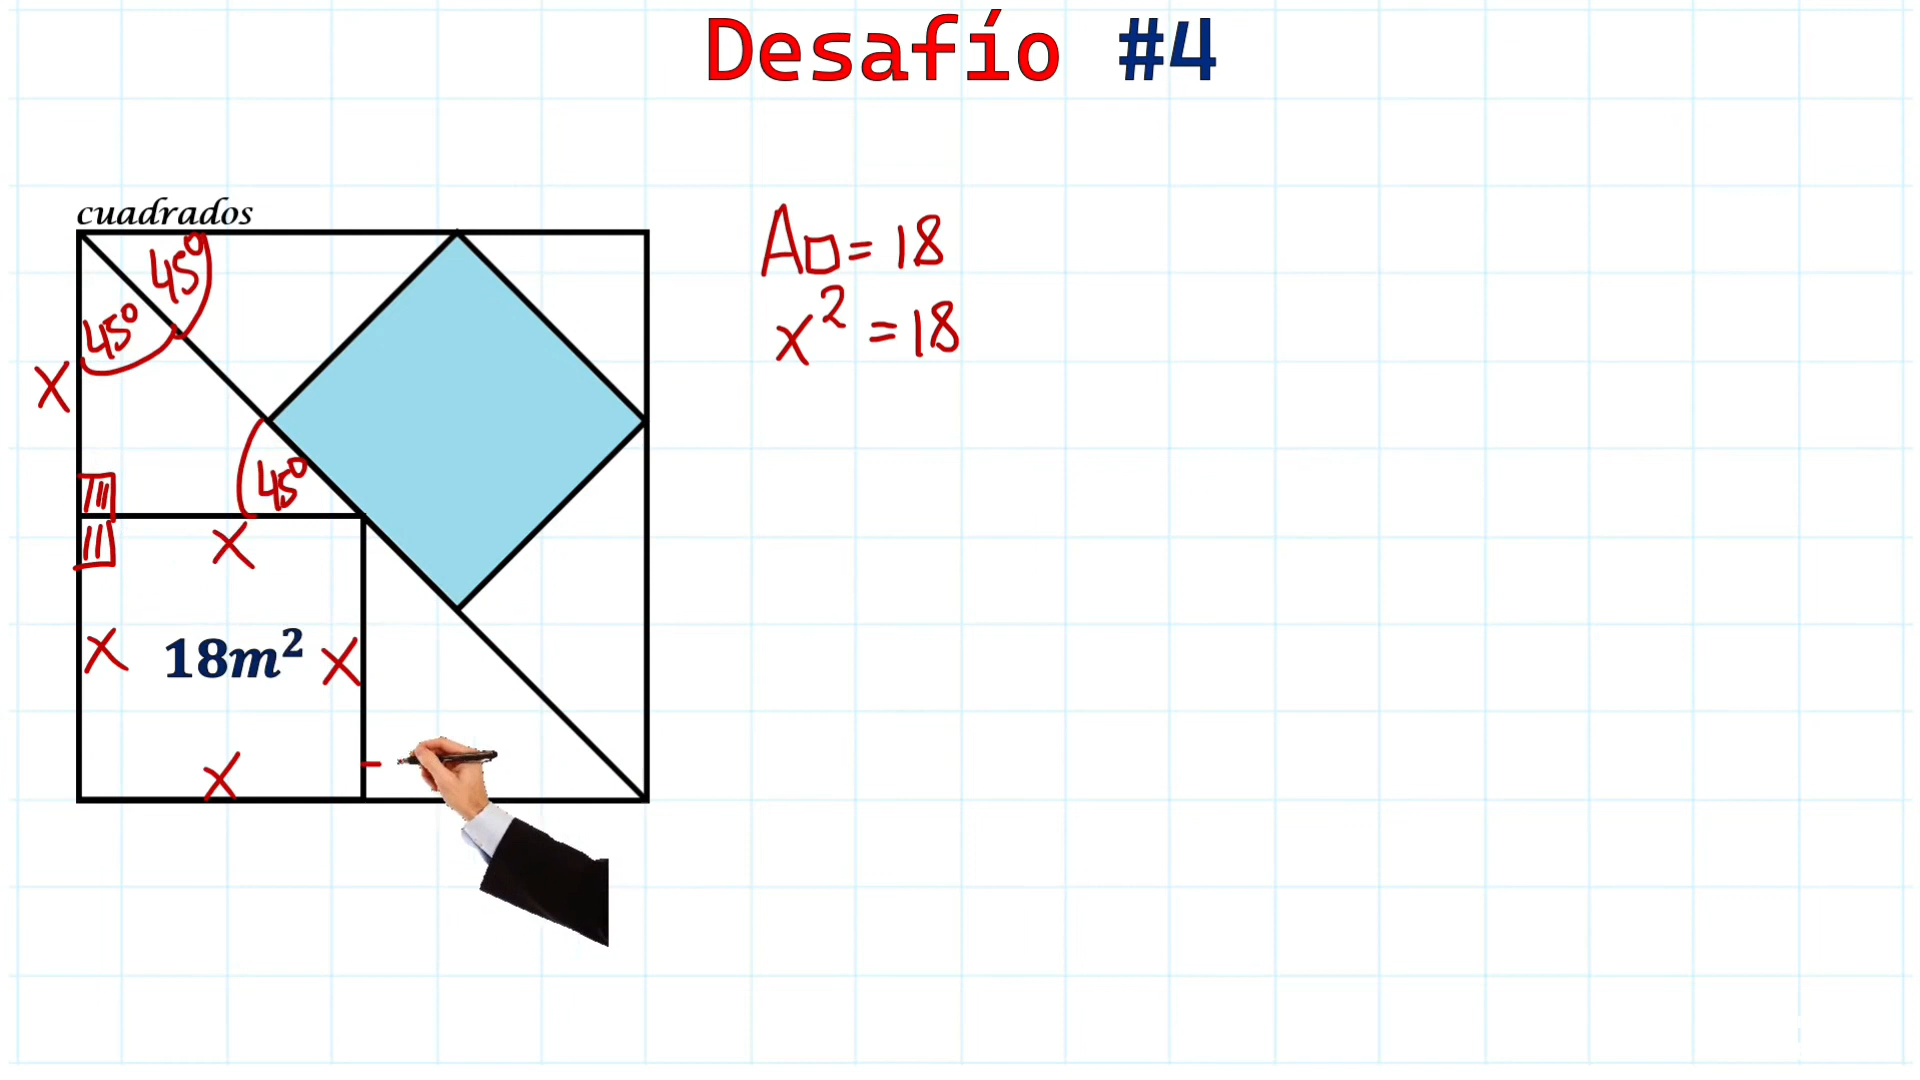 Desafío #4
cuadrados
45°
45°
X
45°
X
X
18m²
X
X
A□= 18
x² = 18